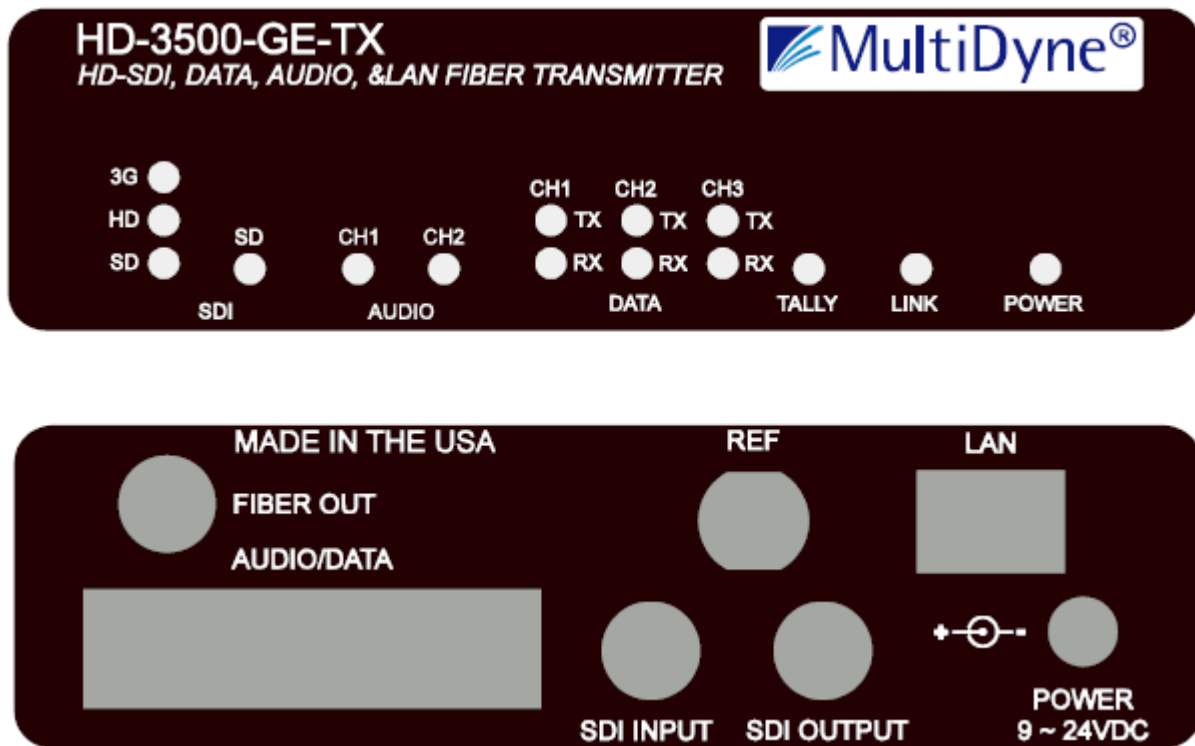 HD-3500-GE-TX
MultiDyne®
HD-SDI, DATA, AUDIO, &LAN FIBER TRANSMITTER
3G
HD
SD
SD
SDI
CH1 CH2
AUDIO
CH1 CH2 CH3
TX TX TX
RX RX RX
DATA
TALLY
LINK
POWER
MADE IN THE USA
FIBER OUT
AUDIO/DATA
REF
LAN
+ -
SDI INPUT
SDI OUTPUT
POWER
9 ~ 24VDC